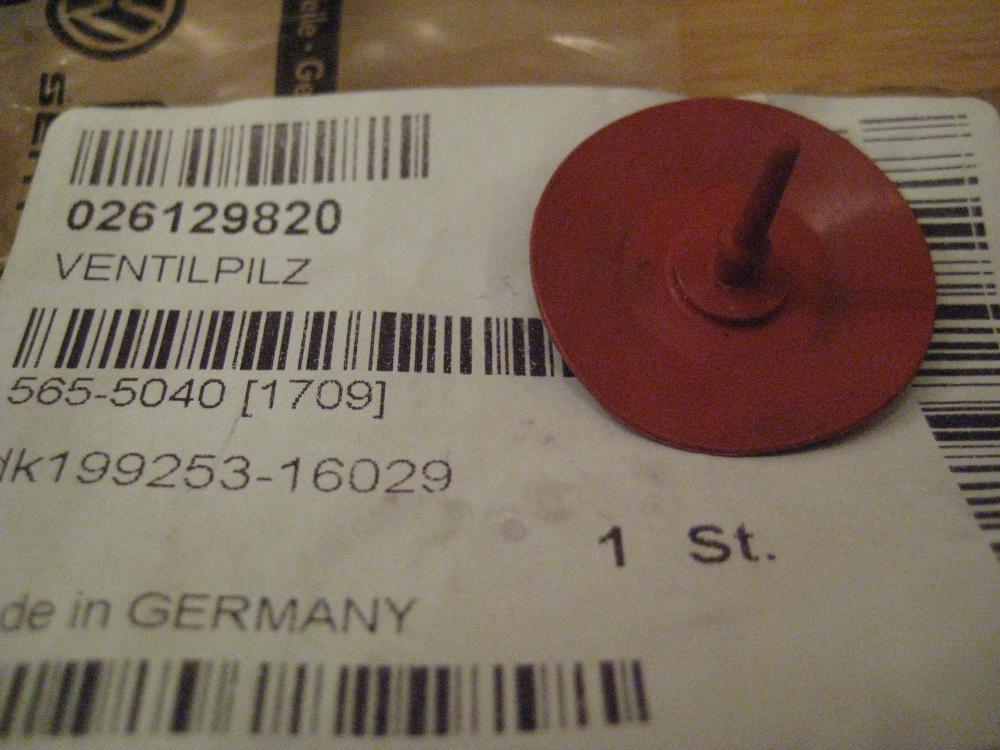 026129820
VENTILPILZ
565-5040 [1709]
dk199253-16029
1 St.
de in GERMANY